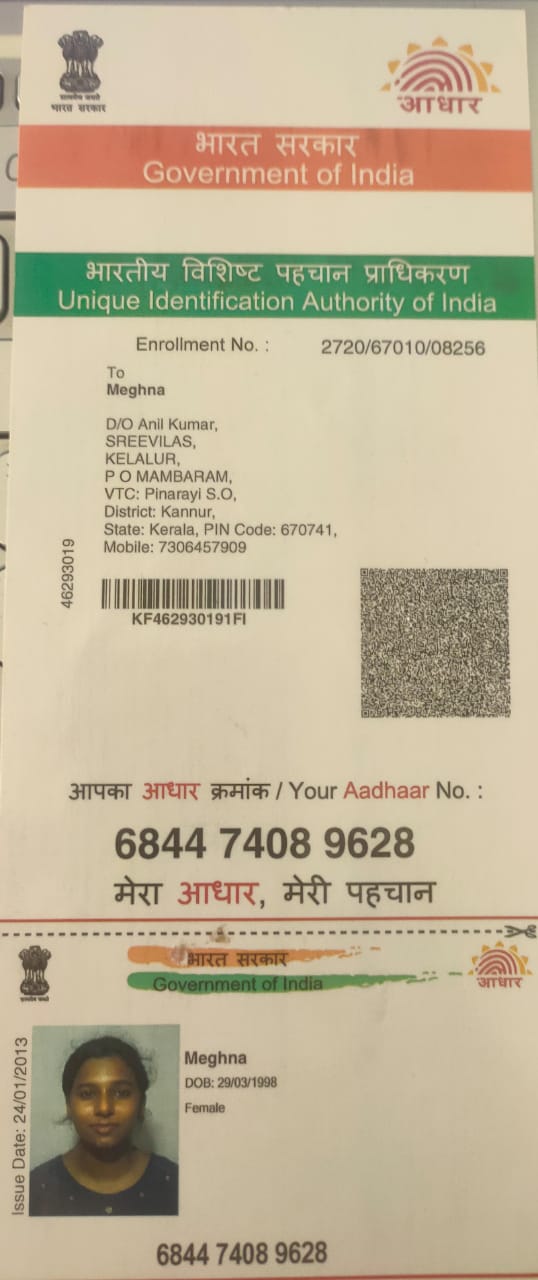 सत्यमेव जयते
भारत सरकार
आधार
भारत सरकार
Government of India
भारतीय विशिष्ट पहचान प्राधिकरण
Unique Identification Authority of India
Enrollment No. : 2720/67010/08256
To
Meghna
D/O Anil Kumar,
SREEVILAS,
KELALUR,
P O MAMBARAM,
VTC: Pinarayi S.O,
District: Kannur,
State: Kerala, PIN Code: 670741,
Mobile: 7306457909
46293019
KF462930191FI
आपका आधार क्रमांक / Your Aadhaar No. :
6844 7408 9628
मेरा आधार, मेरी पहचान
भारत सरकार
Government of India
आधार
Issue Date: 24/01/2013
Meghna
DOB: 29/03/1998
Female
6844 7408 9628